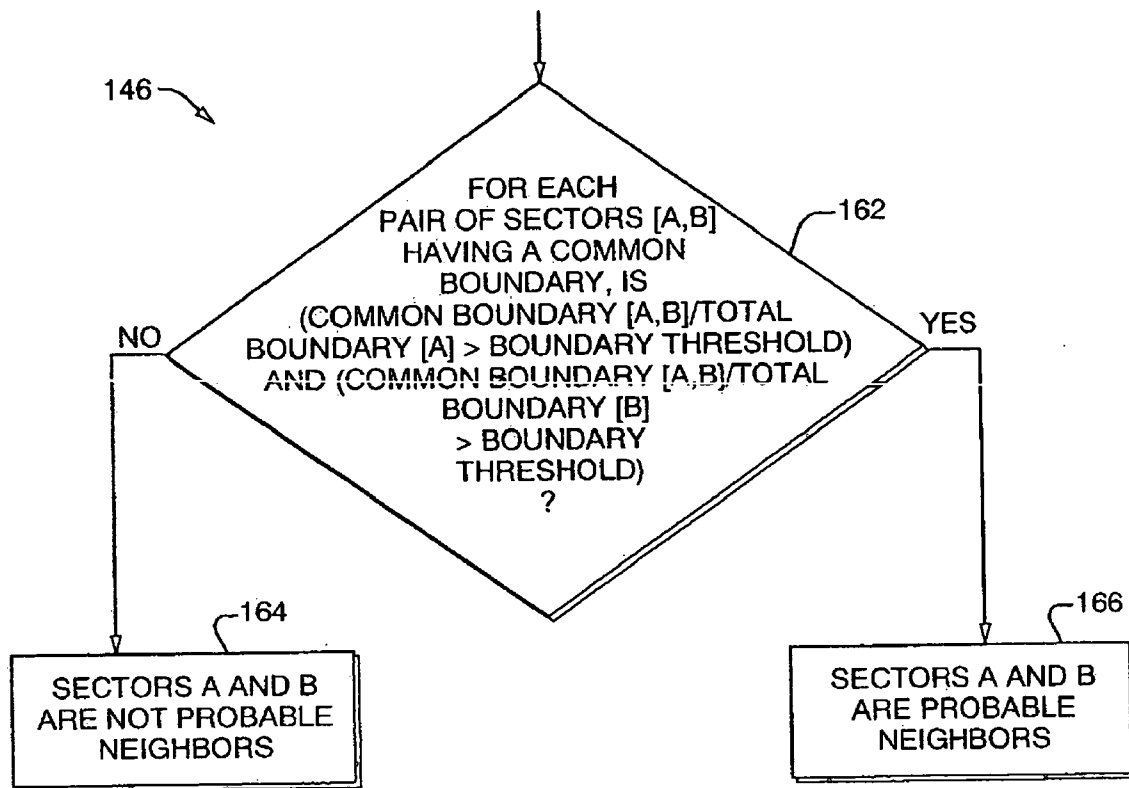 146
FOR EACH
PAIR OF SECTORS [A,B]
HAVING A COMMON
BOUNDARY, IS
(COMMON BOUNDARY [A,B]/TOTAL
BOUNDARY [A] > BOUNDARY THRESHOLD)
AND (COMMON BOUNDARY [A,B]/TOTAL
BOUNDARY [B]
> BOUNDARY
THRESHOLD)
?
162
NO
YES
164
SECTORS A AND B
ARE NOT PROBABLE
NEIGHBORS
166
SECTORS A AND B
ARE PROBABLE
NEIGHBORS